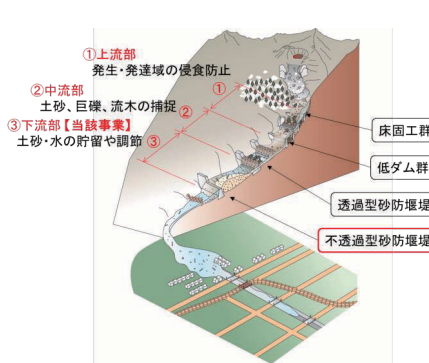 ①上流部
発生・発達域の侵食防止
②中流部
土砂、巨礫、流木の捕捉
③下流部【当該事業】
土砂・水の貯留や調節
①
②
③
床固工群
低ダム群
透過型砂防堰堤
不透過型砂防堰堤